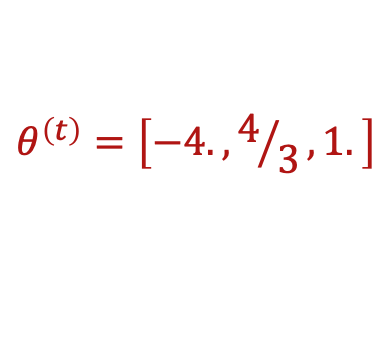 θ^(t) = [−4. , 4/3 , 1. ]